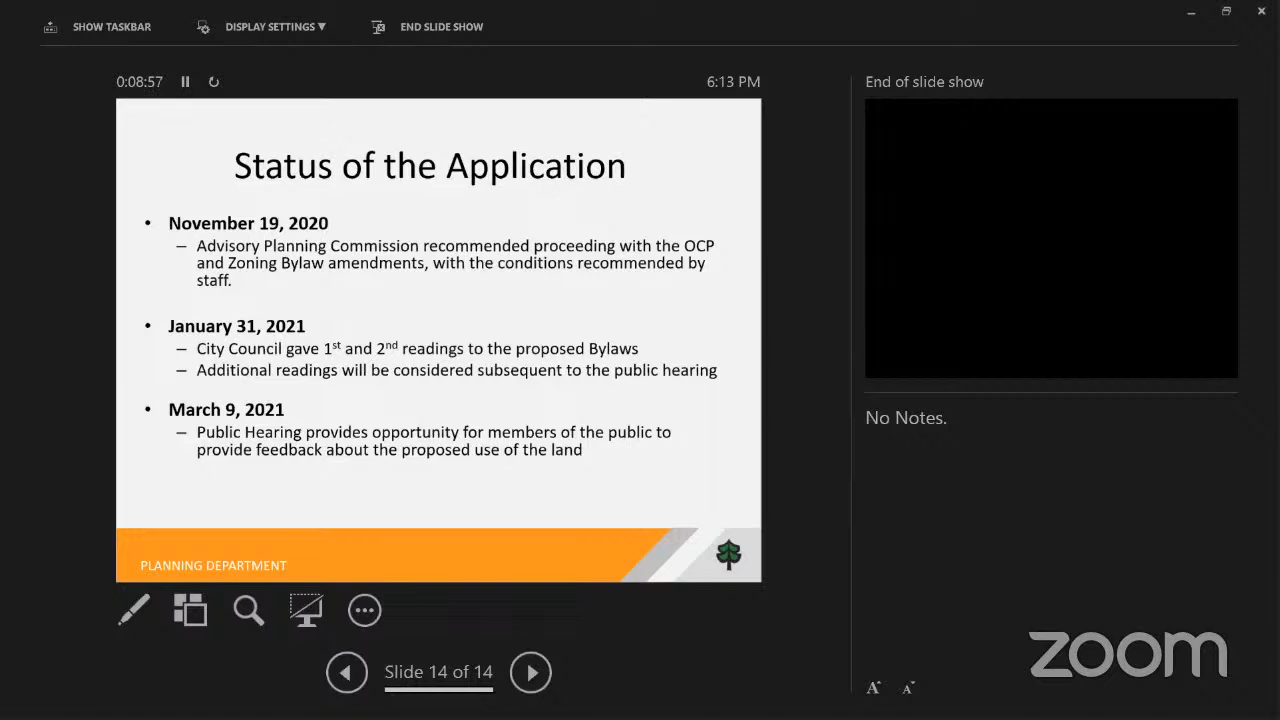 SHOW TASKBAR
DISPLAY SETTINGS ▼
END SLIDE SHOW
0:08:57
6:13 PM
End of slide show
Status of the Application
• November 19, 2020
– Advisory Planning Commission recommended proceeding with the OCP
and Zoning Bylaw amendments, with the conditions recommended by
staff.
• January 31, 2021
– City Council gave 1st and 2nd readings to the proposed Bylaws
– Additional readings will be considered subsequent to the public hearing
• March 9, 2021
– Public Hearing provides opportunity for members of the public to
provide feedback about the proposed use of the land
PLANNING DEPARTMENT
No Notes.
Slide 14 of 14
A A
zoom